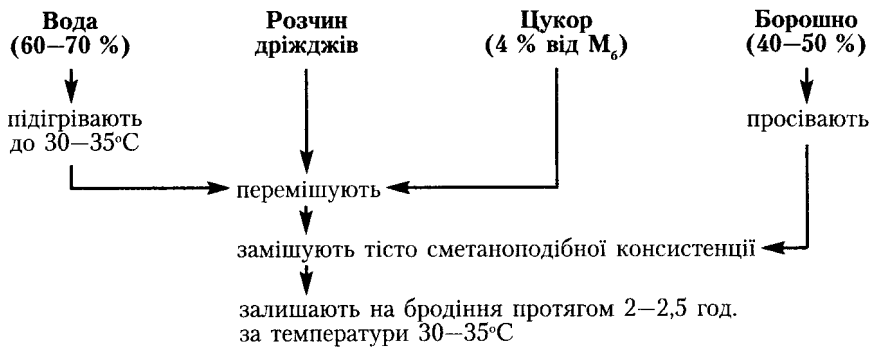 Вода
(60—70 %)
Розчин
дріжджів
Цукор
(4 % від Мб)
Борошно
(40—50 %)
підігрівають
до 30—35°С
просівають
перемішують
замішують тісто сметаноподібної консистенції
залишають на бродіння протягом 2—2,5 год.
за температури 30—35°С